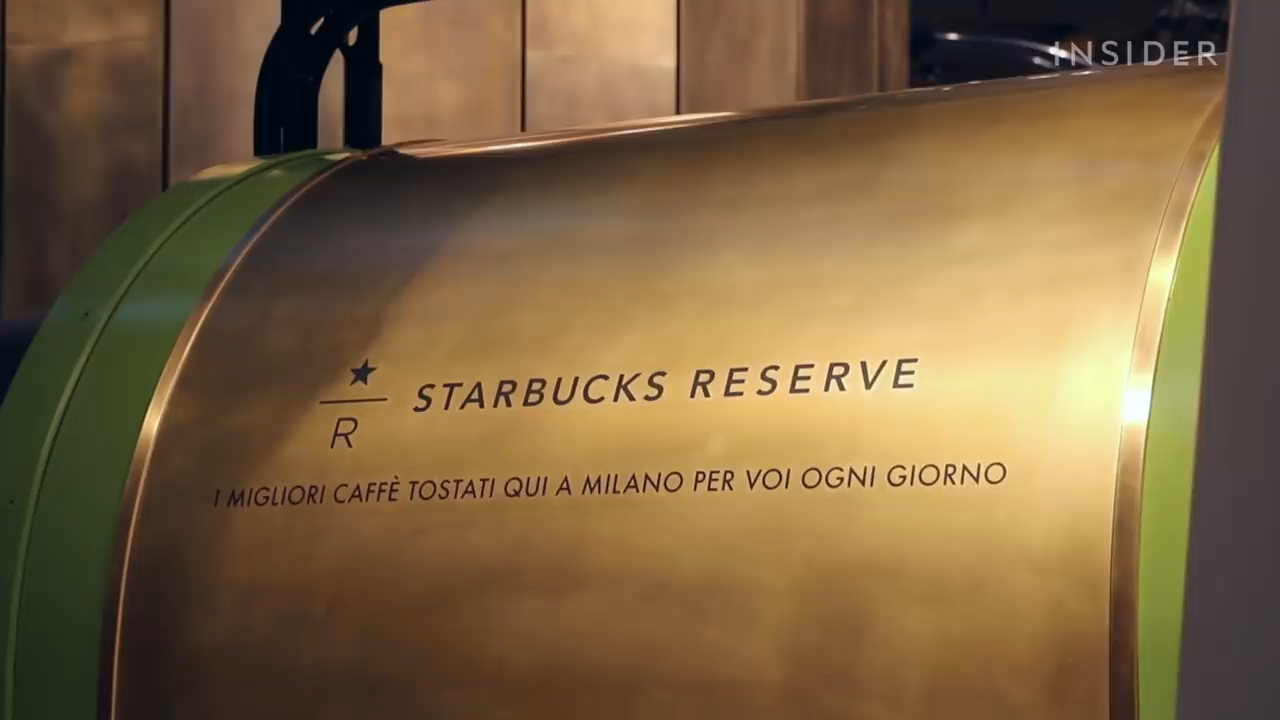 INSIDER
STARBUCKS RESERVE
R
I MIGLIORI CAFFÈ TOSTATI QUI A MILANO PER VOI OGNI GIORNO